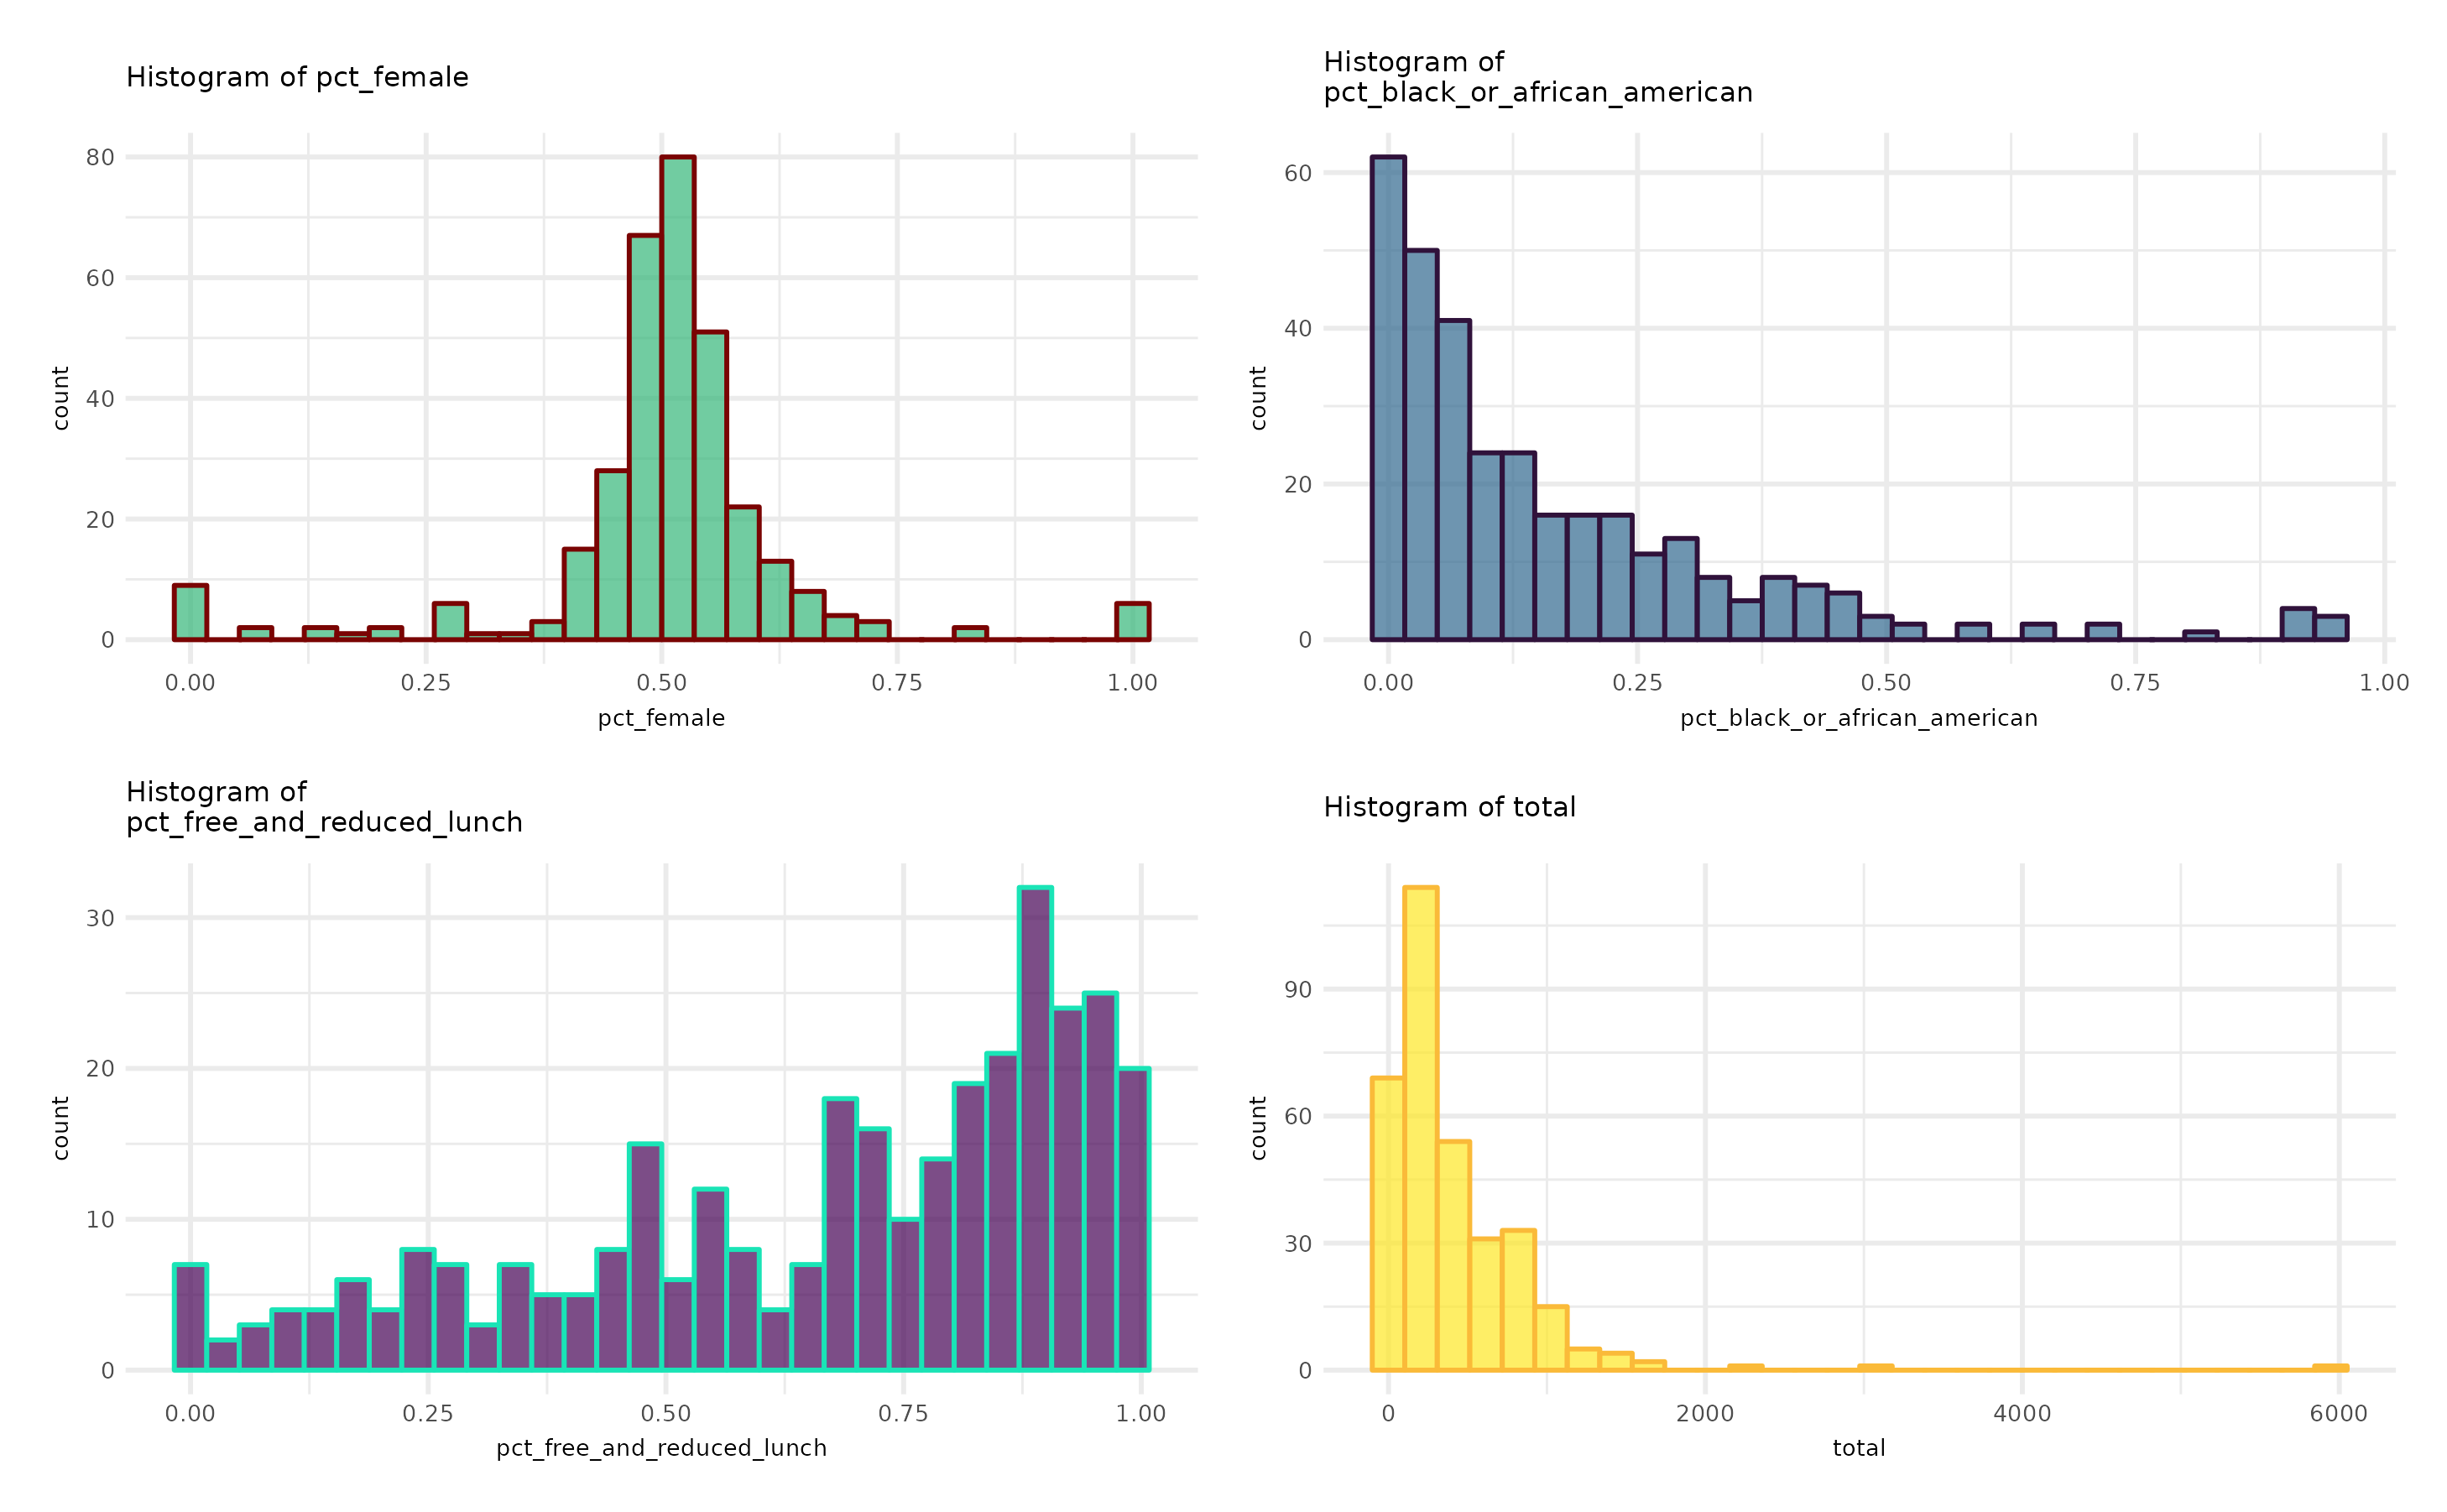 Histogram of pct_female
80
60
40
20
0
count
0.00 0.25 0.50 0.75 1.00
pct_female
Histogram of
pct_black_or_african_american
60
40
20
0
count
0.00 0.25 0.50 0.75 1.00
pct_black_or_african_american
Histogram of
pct_free_and_reduced_lunch
30
20
10
0
count
0.00 0.25 0.50 0.75 1.00
pct_free_and_reduced_lunch
Histogram of total
90
60
30
0
count
0 2000 4000 6000
total